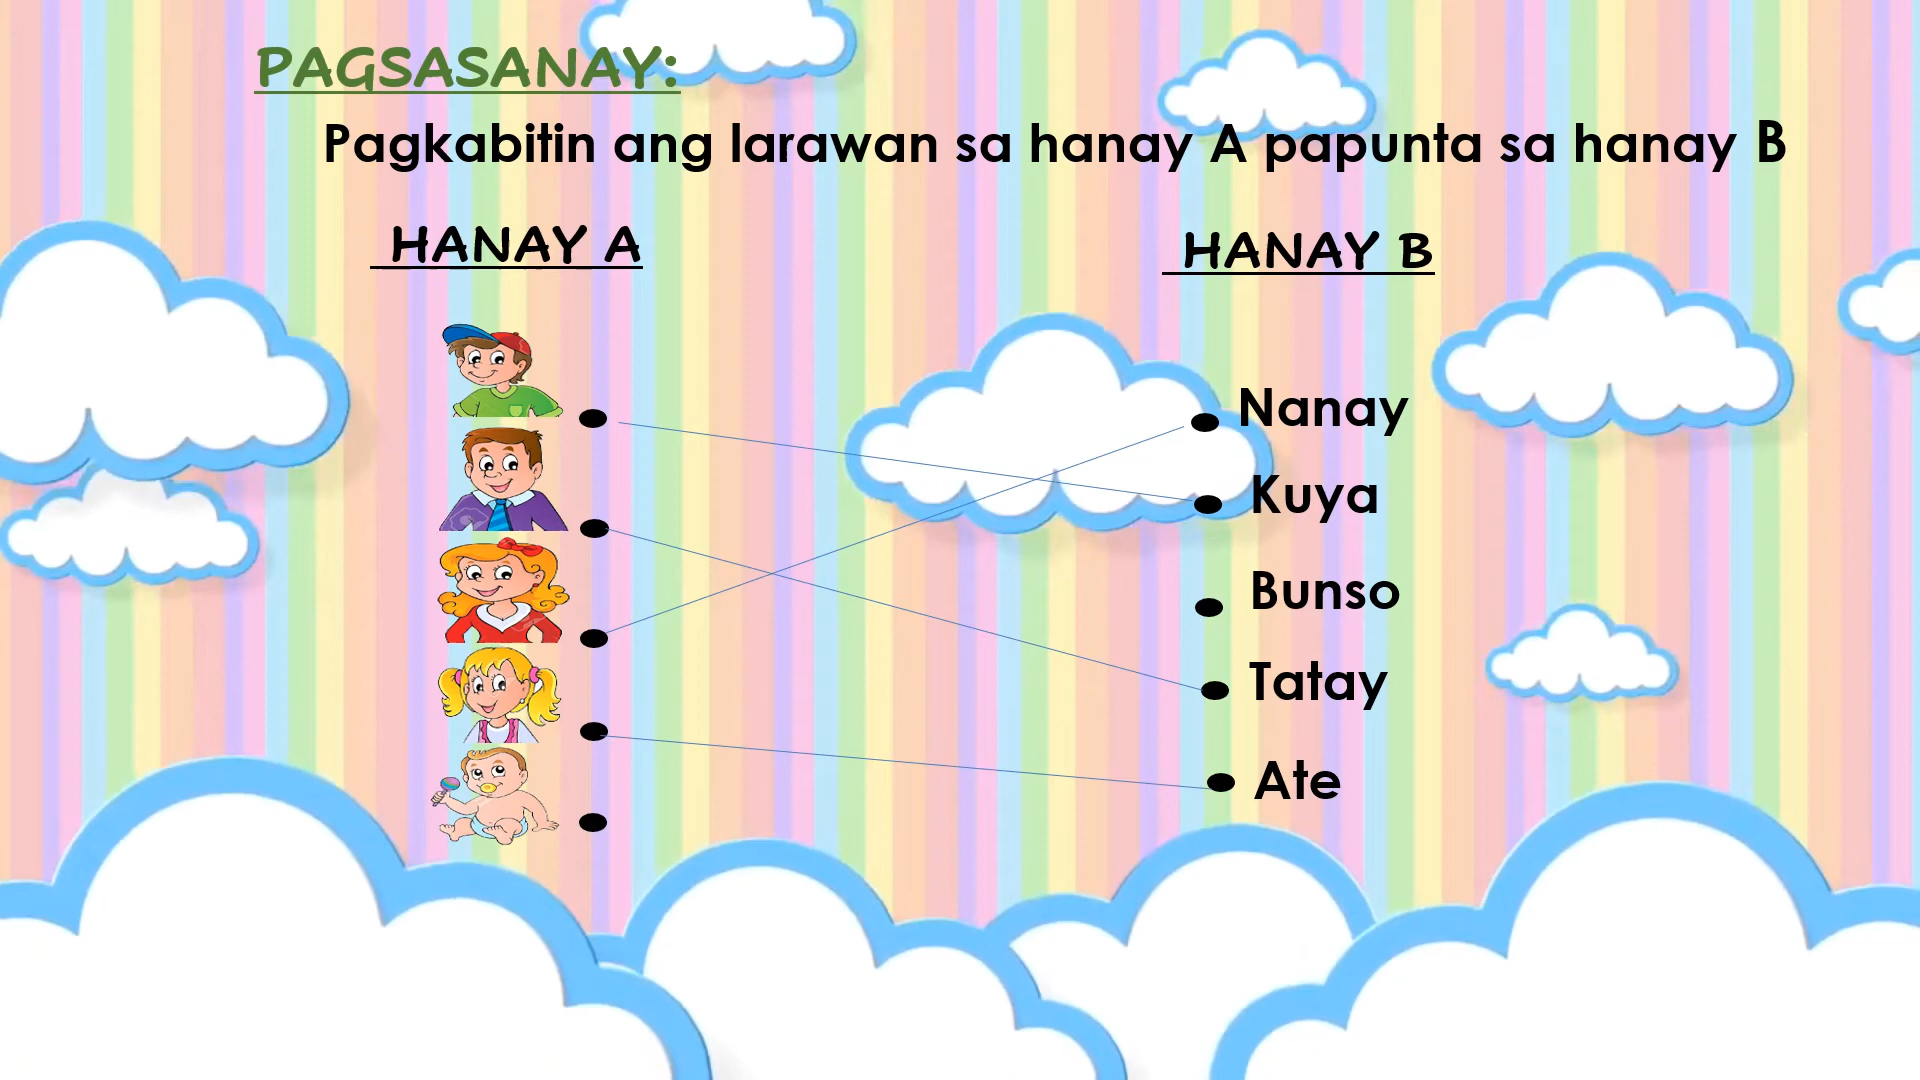 PAGSASANAY:
Pagkabitin ang larawan sa hanay A papunta sa hanay B
HANAY A
HANAY B
Nanay
Kuya
Bunso
Tatay
Ate